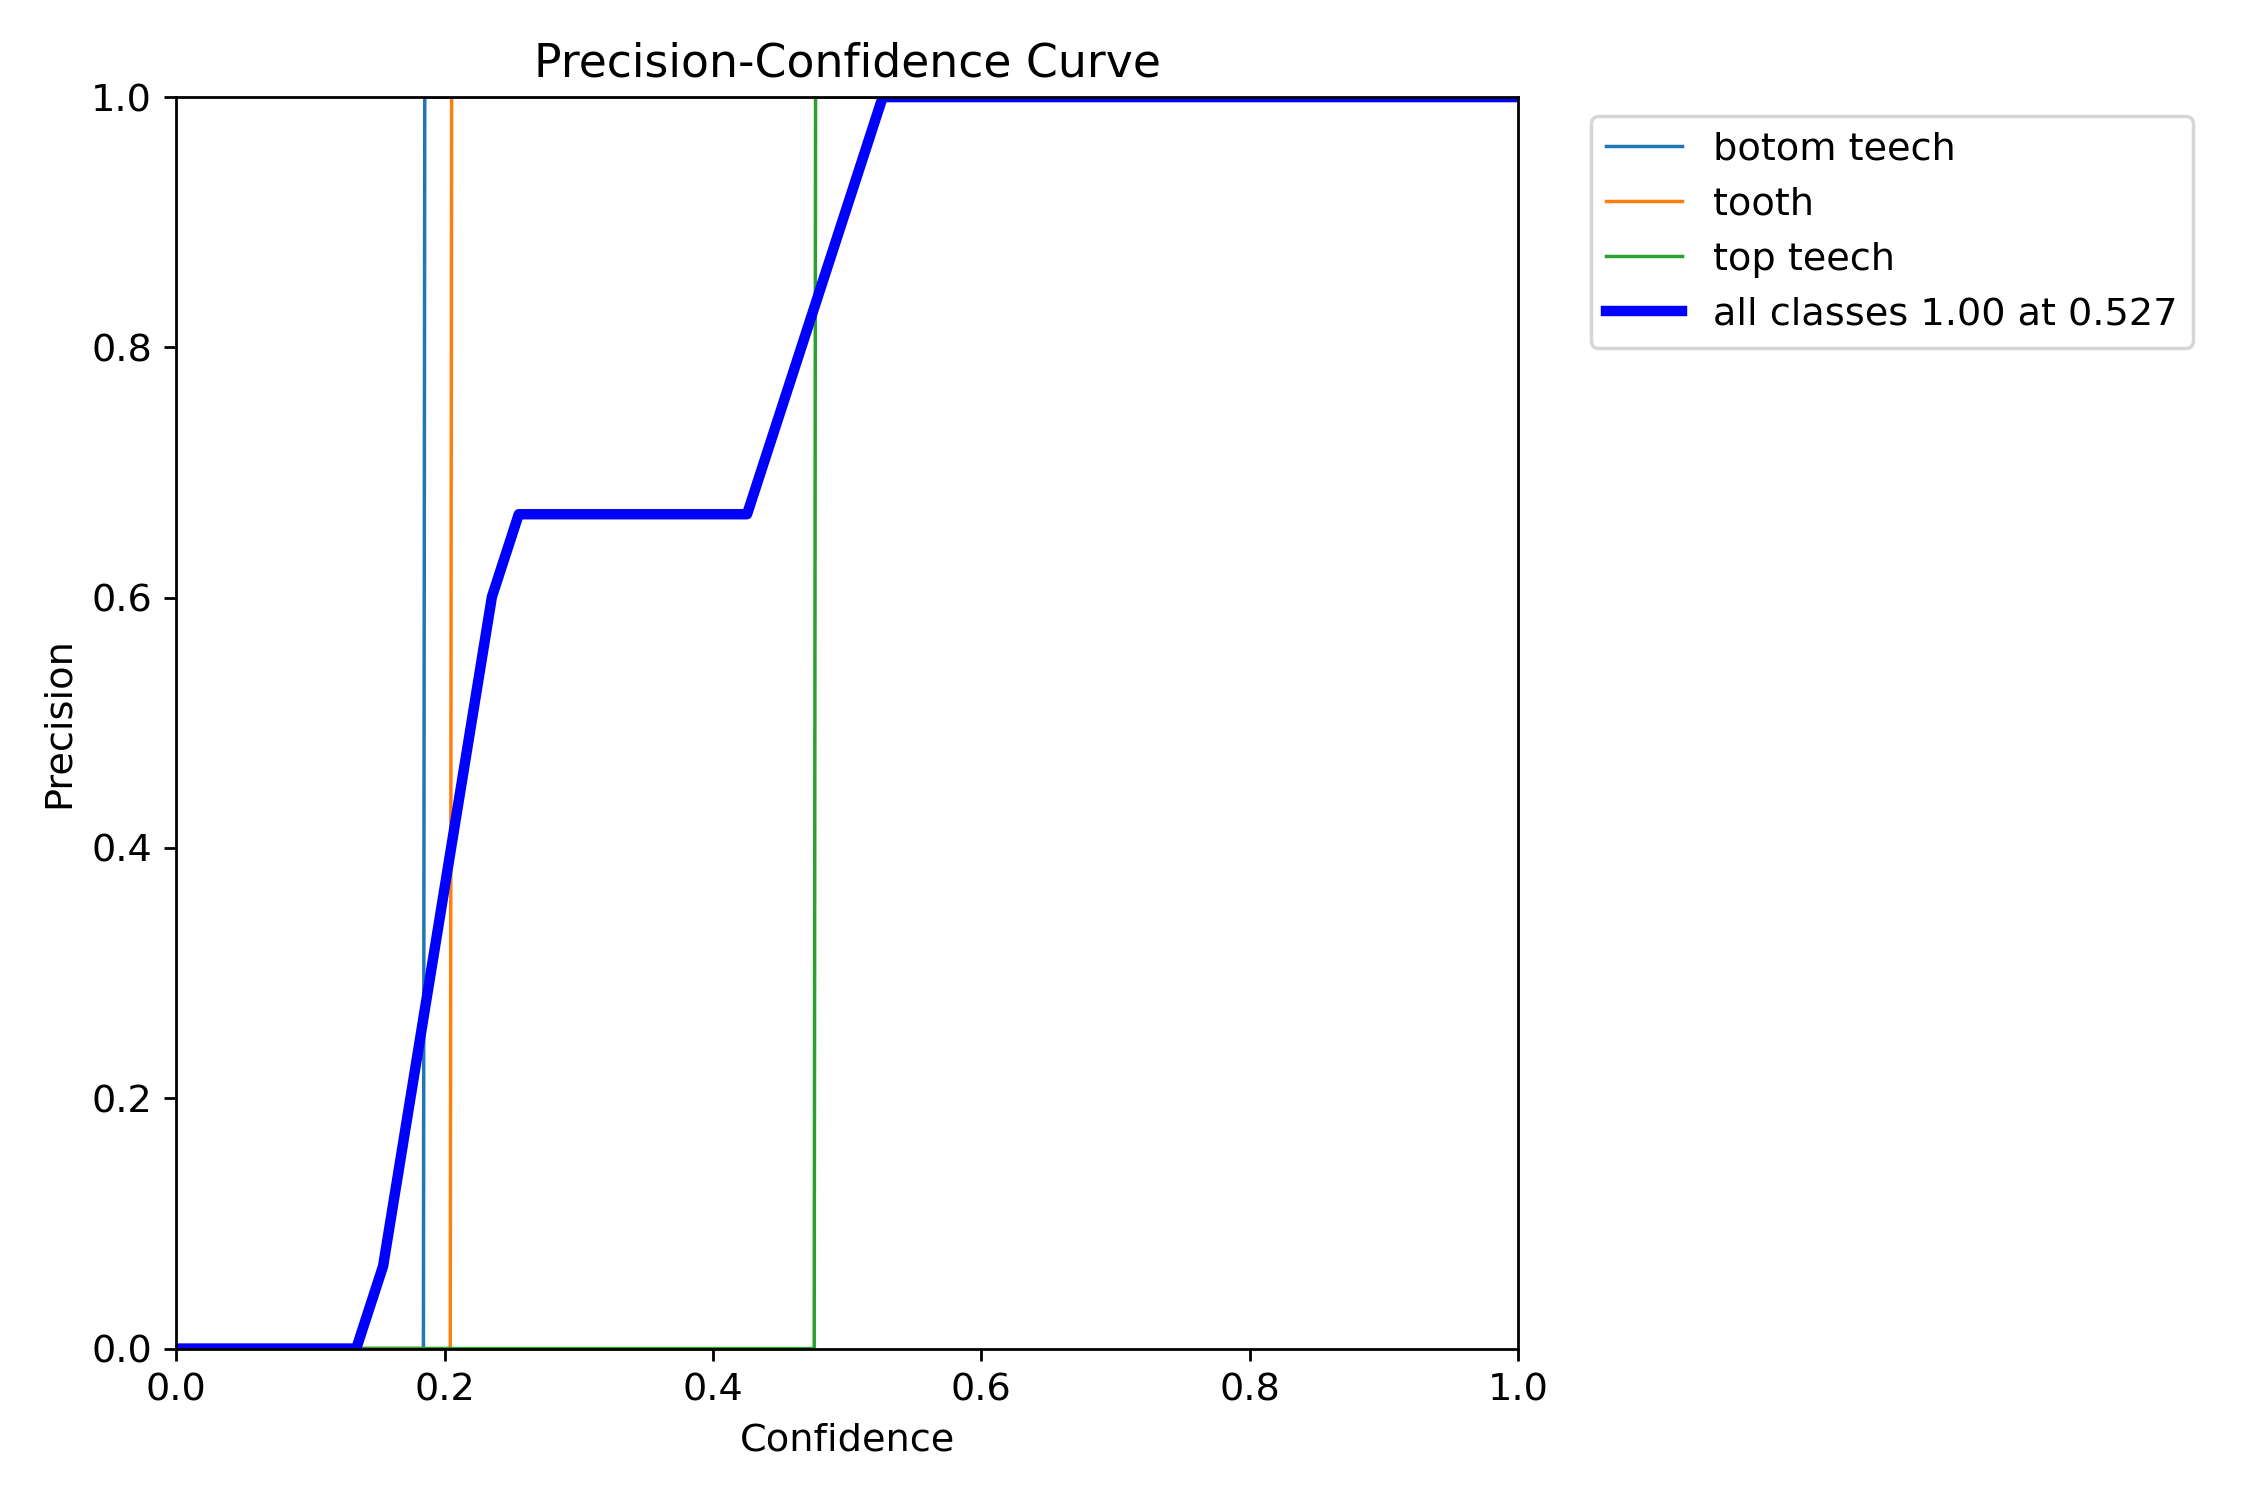 Precision-Confidence Curve
1.0
0.8
0.6
0.4
0.2
0.0
Precision
0.0 0.2 0.4 0.6 0.8 1.0
Confidence
botom teech
tooth
top teech
all classes 1.00 at 0.527